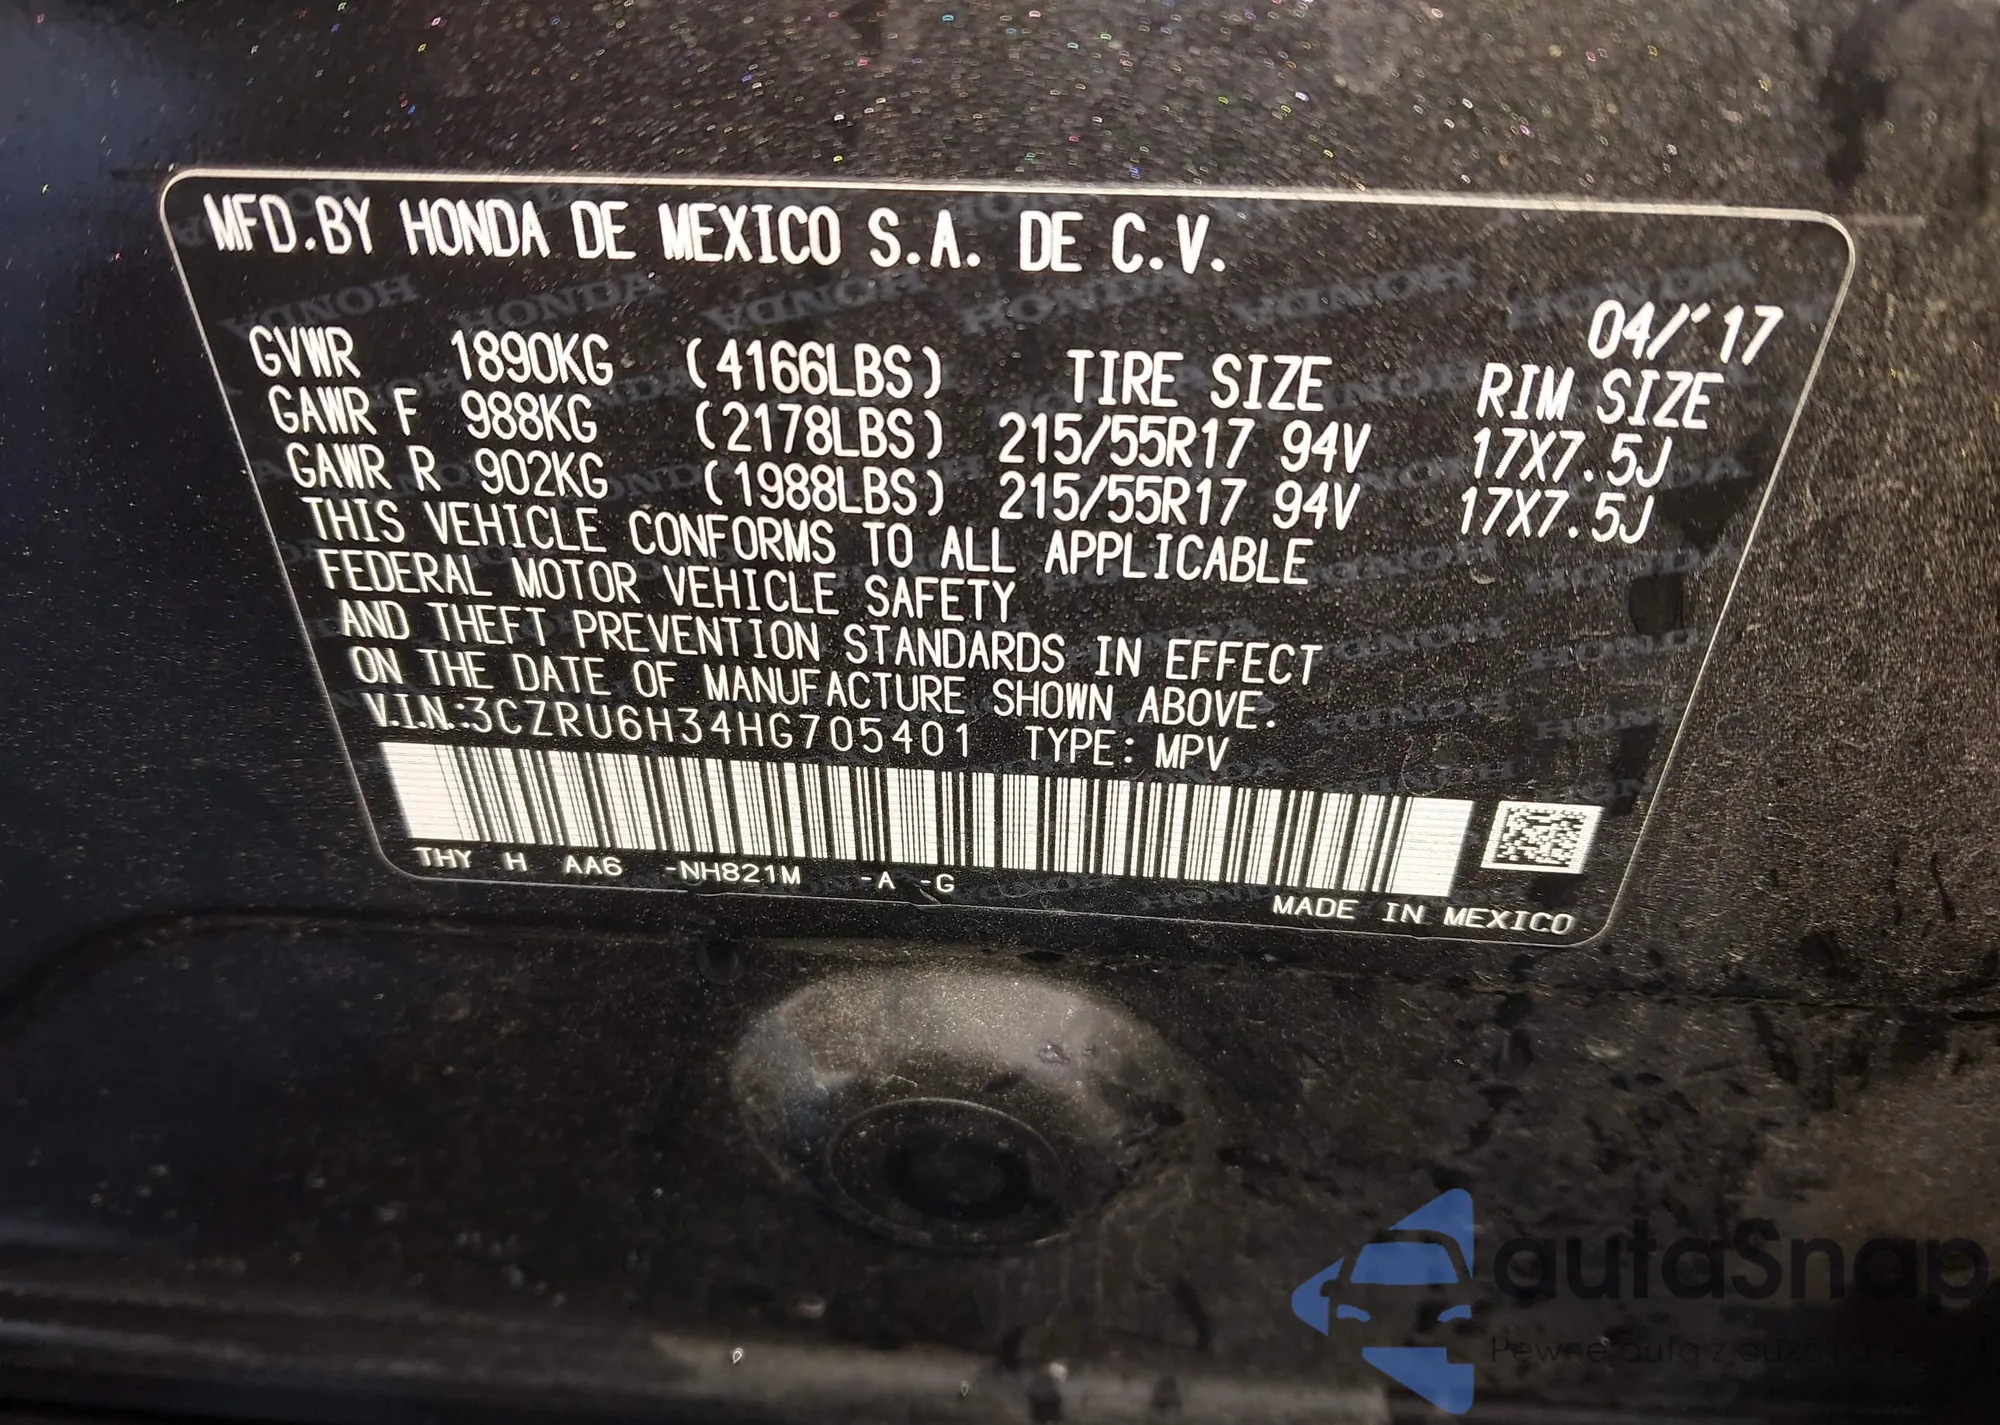 MFD.BY HONDA DE MEXICO S.A. DE C.V.
04/'17
GVWR 1890KG (4166LBS) TIRE SIZE RIM SIZE
GAWR F 988KG (2178LBS) 215/55R17 94V 17X7.5J
GAWR R 902KG (1988LBS) 215/55R17 94V 17X7.5J
THIS VEHICLE CONFORMS TO ALL APPLICABLE
FEDERAL MOTOR VEHICLE SAFETY
AND THEFT PREVENTION STANDARDS IN EFFECT
ON THE DATE OF MANUFACTURE SHOWN ABOVE.
V.I.N.:3CZRU6H34HG705401 TYPE: MPV
THY H AA6 -NH821M -A -G
MADE IN MEXICO
autaSnap
Pewne auta z aukcji